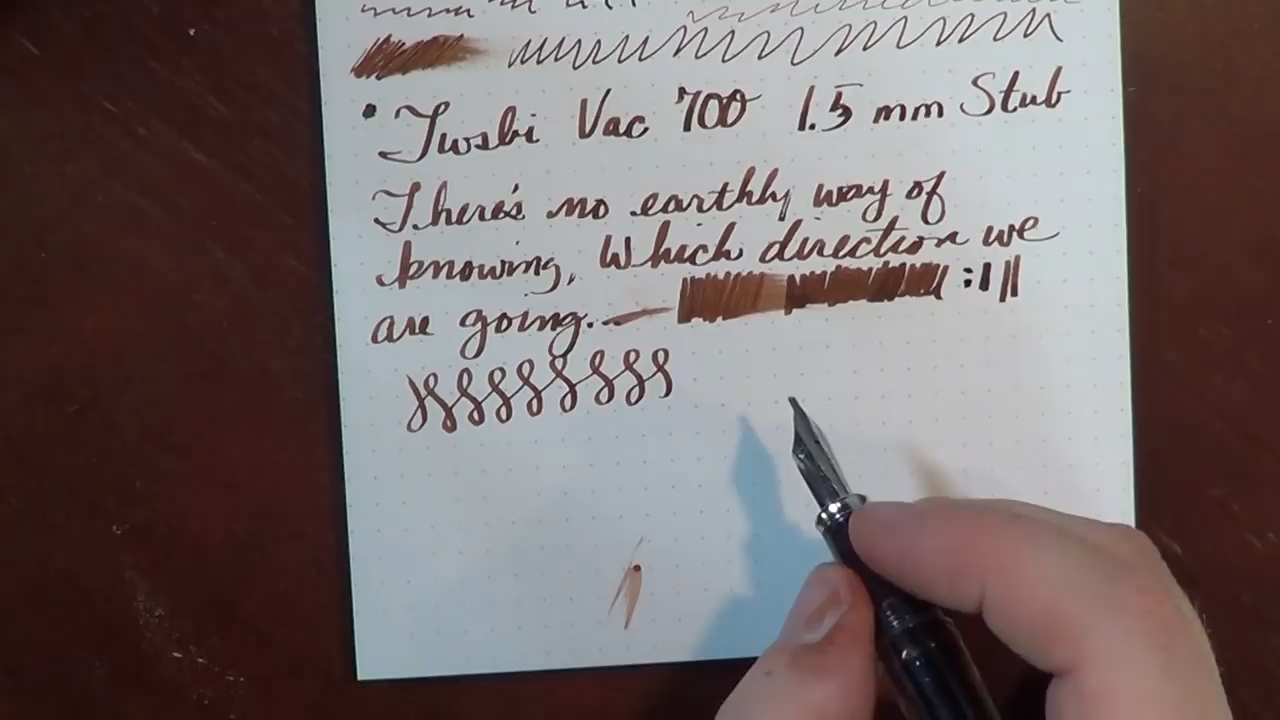 • Twsbi Vac 700 1.5 mm Stub
There's no earthly way of
knowing, Which direction we
are going.